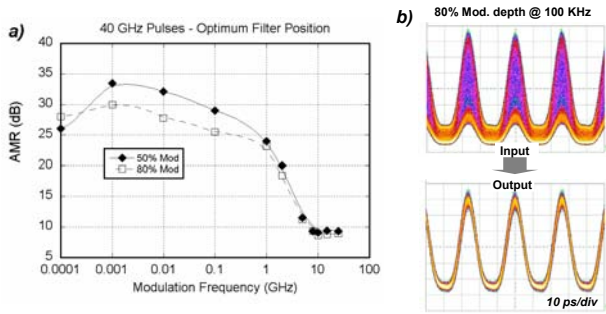 a)
40 GHz Pulses - Optimum Filter Position
AMR (dB)
40
35
30
25
20
15
10
5
0
50% Mod
80% Mod
0.0001 0.001 0.01 0.1 1 10 100
Modulation Frequency (GHz)
b)
80% Mod. depth @ 100 KHz
Input
Output
10 ps/div